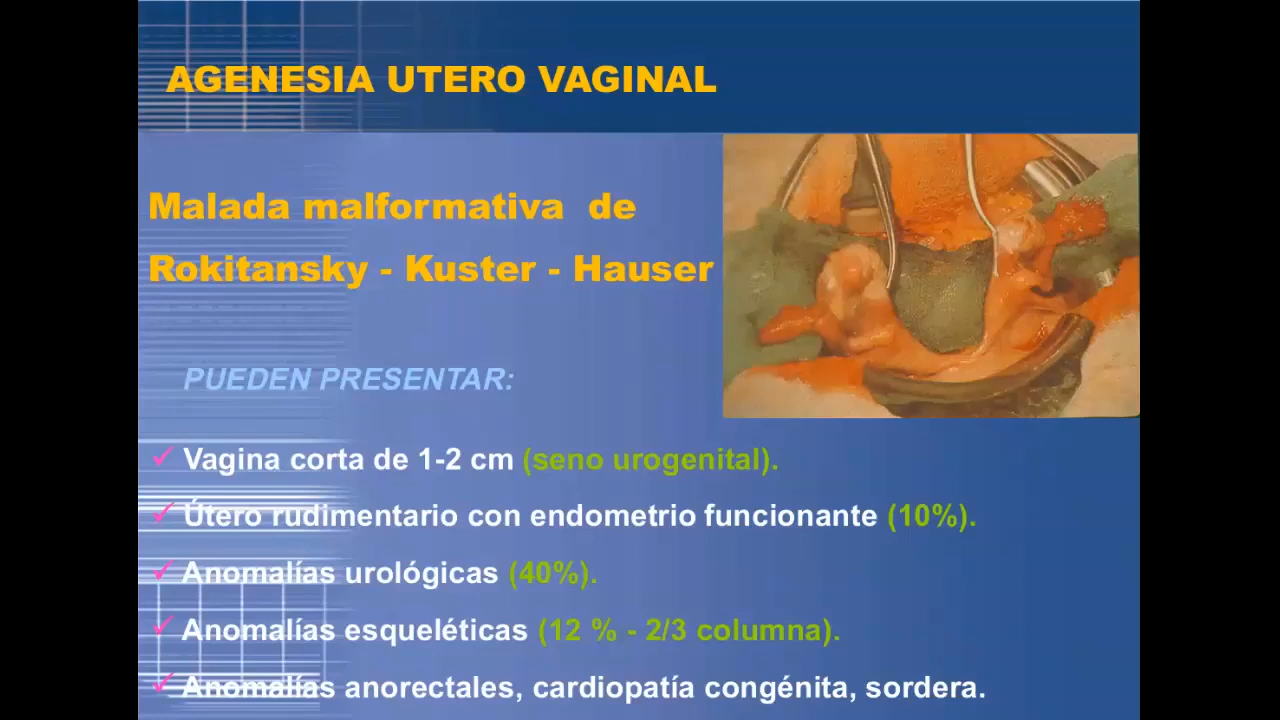 AGENESIA UTERO VAGINAL
Malada malformativa de
Rokitansky - Kuster - Hauser
PUEDEN PRESENTAR:
✓ Vagina corta de 1-2 cm (seno urogenital).
✓ Útero rudimentario con endometrio funcionante (10%).
✓ Anomalías urológicas (40%).
✓ Anomalías esqueléticas (12 % - 2/3 columna).
✓ Anomalías anorectales, cardiopatía congénita, sordera.